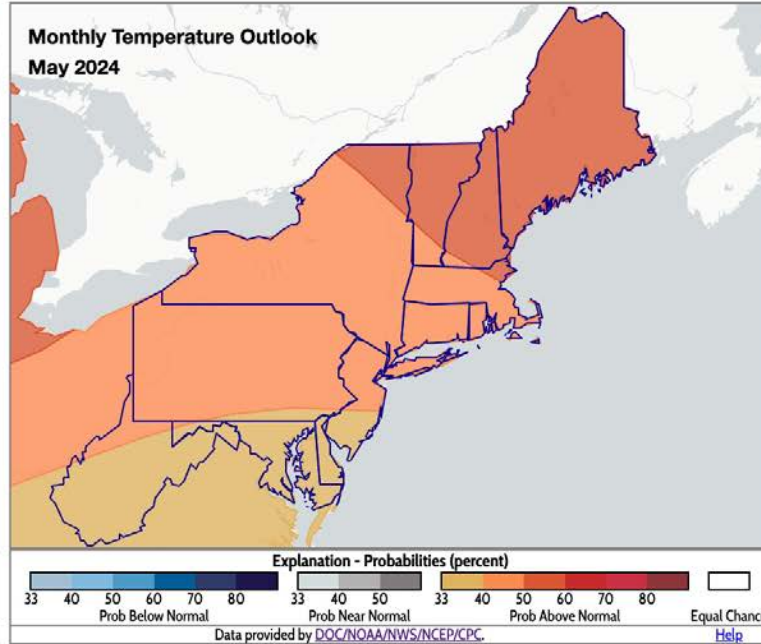 Monthly Temperature Outlook
May 2024
Explanation - Probabilities (percent)
33 40 50 60 70 80 33 40 50 33 40 50 60 70 80
Prob Below Normal Prob Near Normal Prob Above Normal Equal Chanc
Data provided by DOC/NOAA/NWS/NCEP/CPC. Help